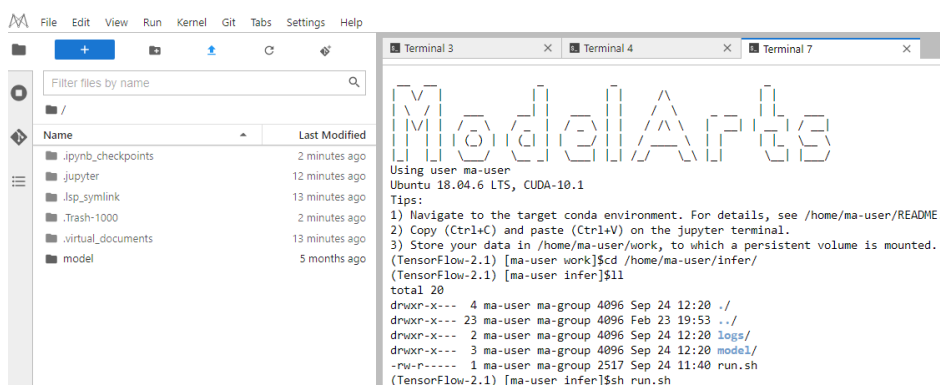 File Edit View Run Kernel Git Tabs Settings Help
Terminal 3
Terminal 4
Terminal 7
Filter files by name
/
Name Last Modified
.ipynb_checkpoints 2 minutes ago
.jupyter 12 minutes ago
.lsp_symlink 13 minutes ago
.Trash-1000 2 minutes ago
.virtual_documents 13 minutes ago
model 5 months ago
ModelArts
Using user ma-user
Ubuntu 18.04.6 LTS, CUDA-10.1
Tips:
1) Navigate to the target conda environment. For details, see /home/ma-user/README
2) Copy (Ctrl+C) and paste (Ctrl+V) on the jupyter terminal.
3) Store your data in /home/ma-user/work, to which a persistent volume is mounted.
(TensorFlow-2.1) [ma-user work]$cd /home/ma-user/infer/
(TensorFlow-2.1) [ma-user infer]$ll
total 20
drwxr-x--- 4 ma-user ma-group 4096 Sep 24 12:20 ./
drwxr-x--- 23 ma-user ma-group 4096 Feb 23 19:53 ../
drwxr-x--- 2 ma-user ma-group 4096 Sep 24 12:20 logs/
drwxr-x--- 3 ma-user ma-group 4096 Sep 24 12:20 model/
-rw-r----- 1 ma-user ma-group 2517 Sep 24 11:40 run.sh
(TensorFlow-2.1) [ma-user infer]$sh run.sh